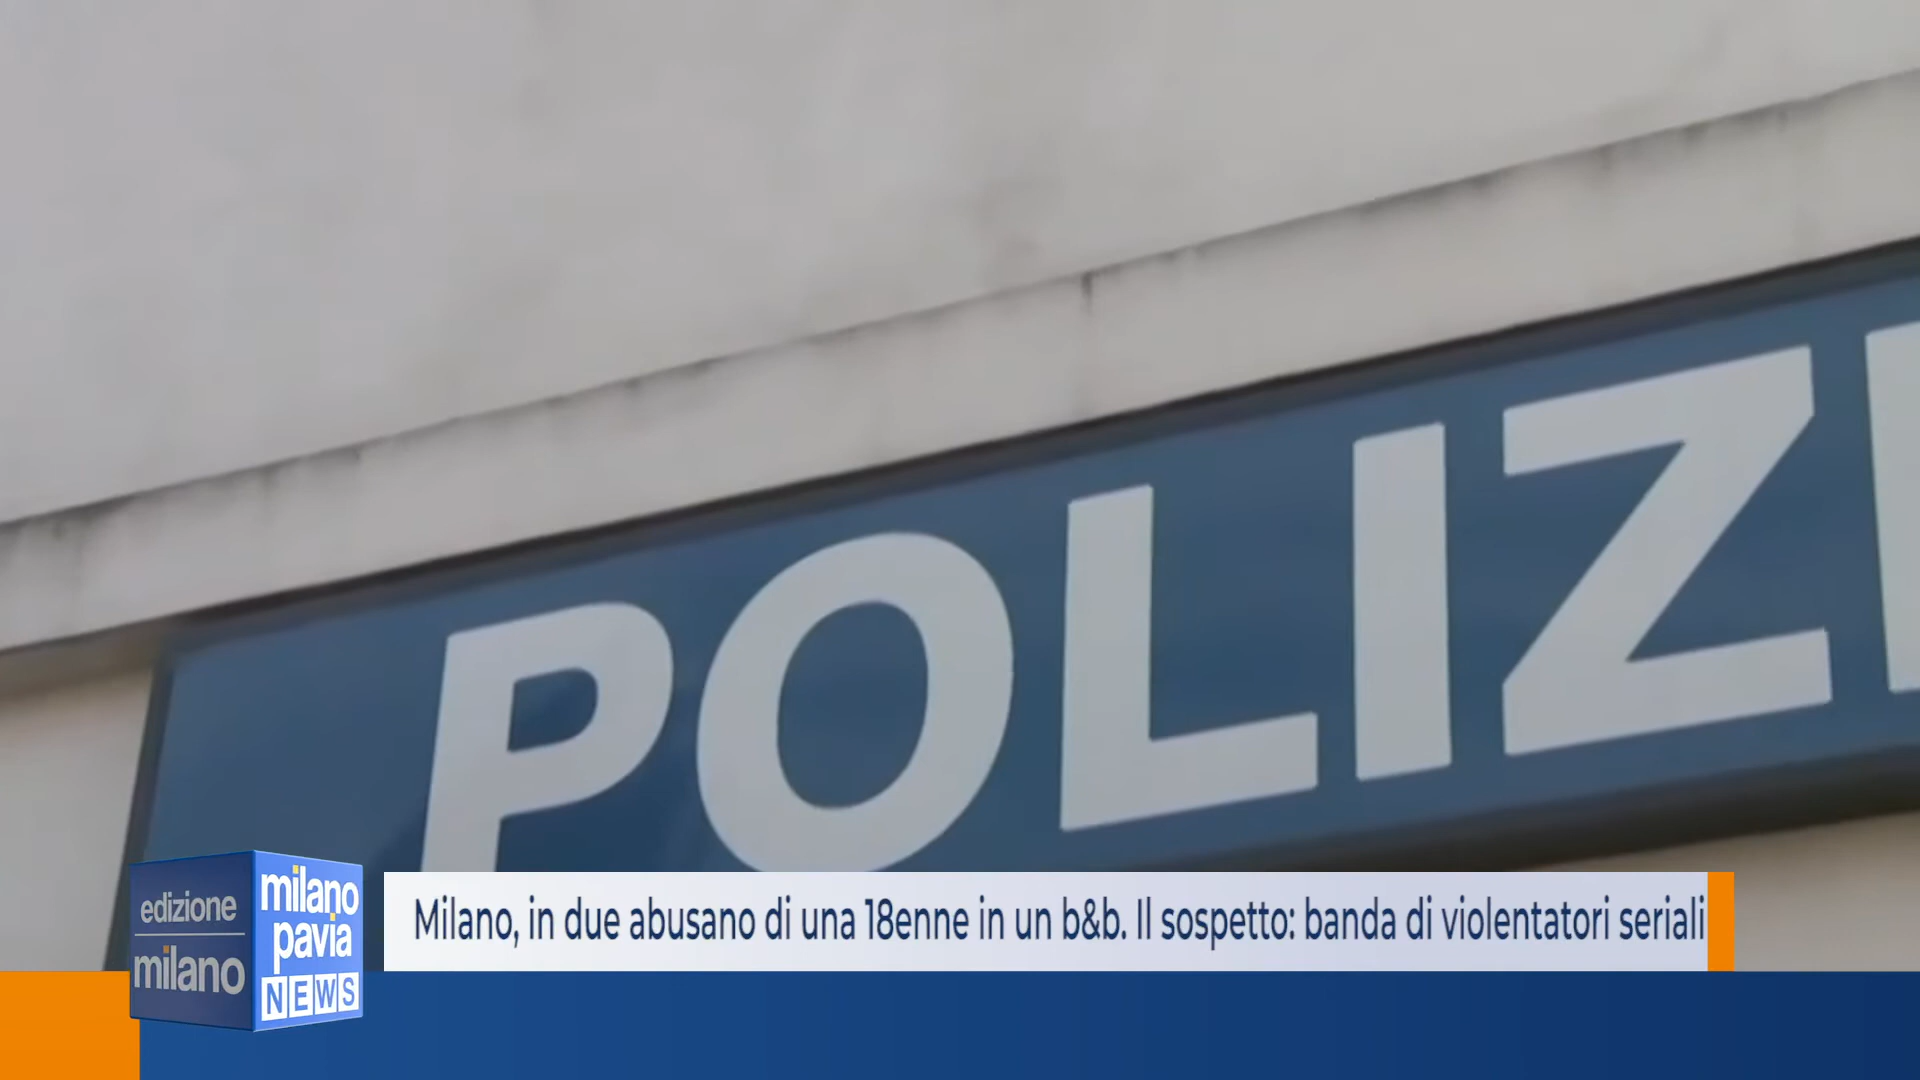 POLIZI
edizione
milano
milano
pavia
NEWS
Milano, in due abusano di una 18enne in un b&b. Il sospetto: banda di violentatori seriali